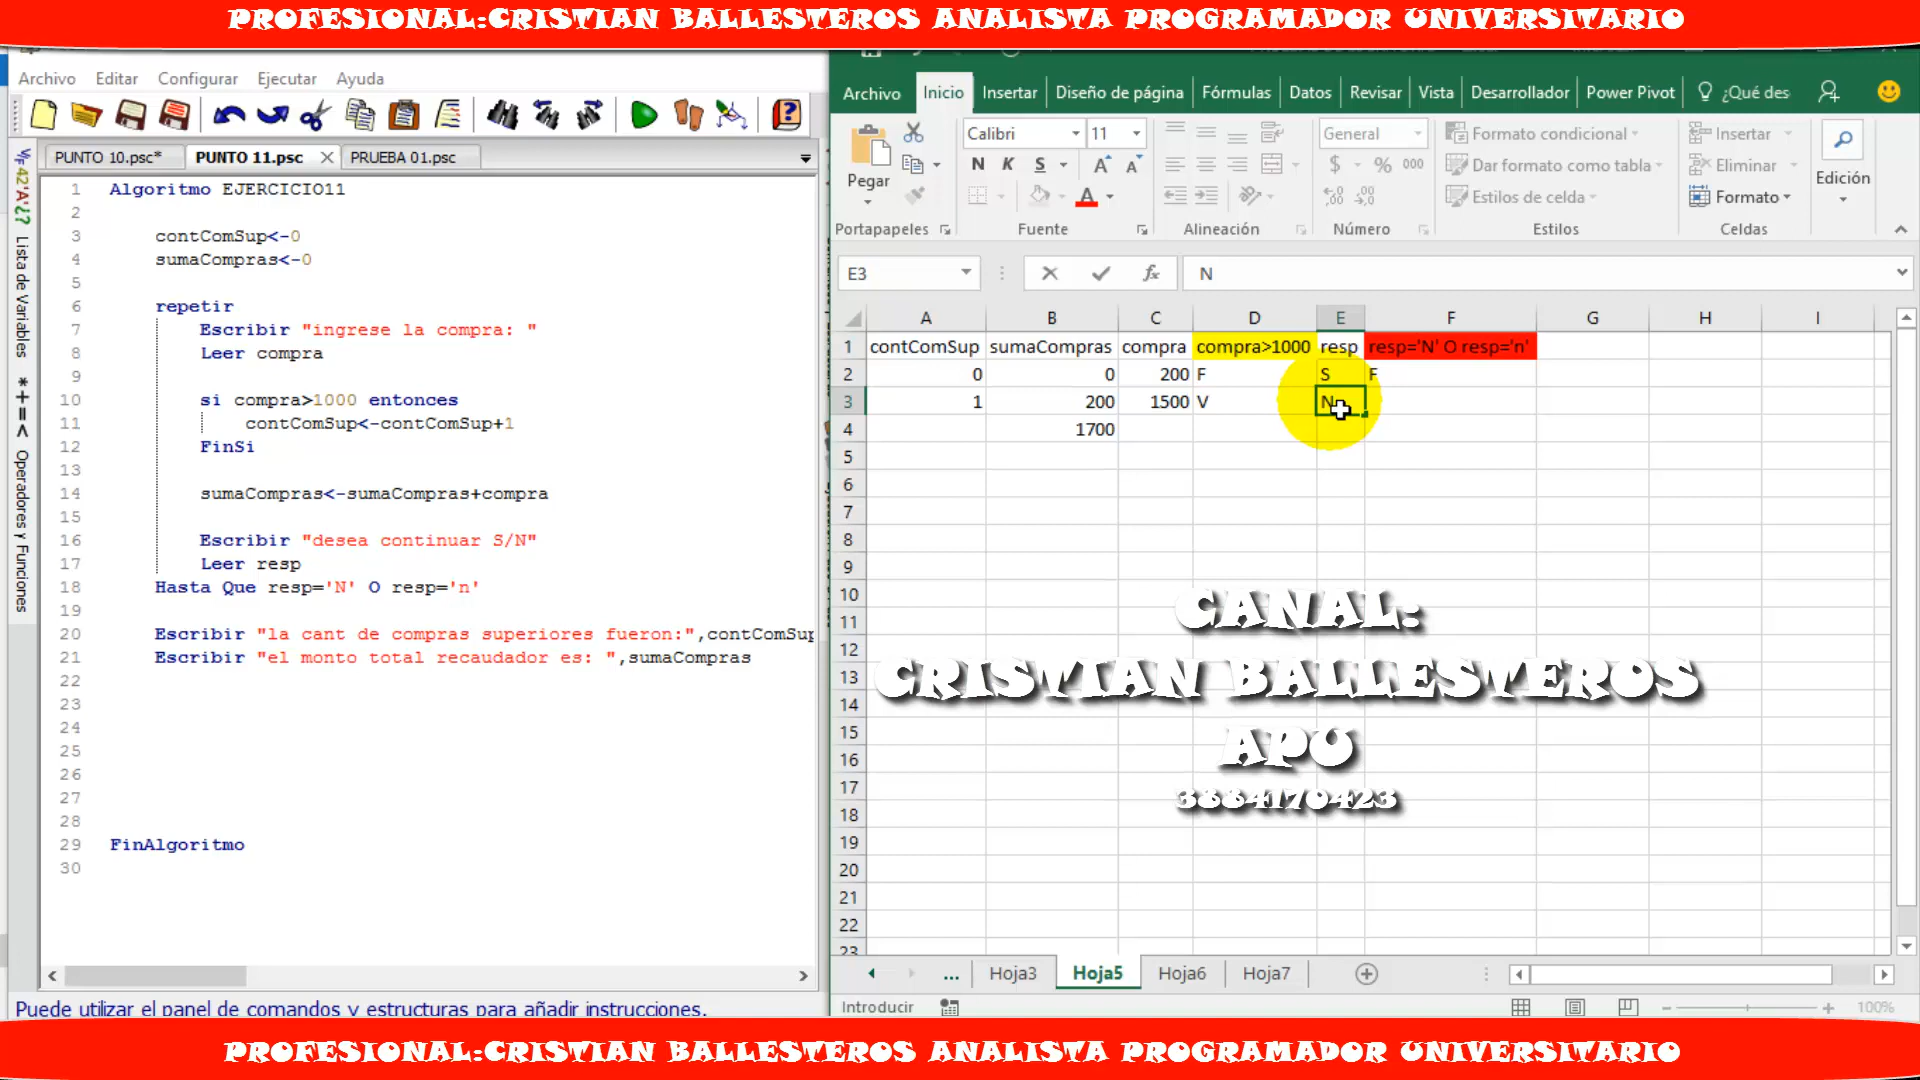 PROFESIONAL:CRISTIAN BALLESTEROS ANALISTA PROGRAMADOR UNIVERSITARIO
Archivo Editar Configurar Ejecutar Ayuda
PUNTO 10.psc* PUNTO 11.psc PRUEBA 01.psc
Lista de Variables
Operadores y Funciones
1 Algoritmo EJERCICIO11
2
3 contComSup<-0
4 sumaCompras<-0
5
6 repetir
7 Escribir "ingrese la compra: "
8 Leer compra
9
10 si compra>1000 entonces
11 contComSup<-contComSup+1
12 FinSi
13
14 sumaCompras<-sumaCompras+compra
15
16 Escribir "desea continuar S/N"
17 Leer resp
18 Hasta Que resp='N' O resp='n'
19
20 Escribir "la cant de compras superiores fueron:",contComSup
21 Escribir "el monto total recaudador es: ",sumaCompras
22
23
24
25
26
27
28
29 FinAlgoritmo
30
Puede utilizar el panel de comandos y estructuras para añadir instrucciones.
Archivo Inicio Insertar Diseño de página Fórmulas Datos Revisar Vista Desarrollador Power Pivot ¿Qué des
Pegar
Portapapeles
Calibri 11
N K S
Fuente
Alineación
General
$ % 000
Número
Formato condicional
Dar formato como tabla
Estilos de celda
Estilos
Insertar
Eliminar
Formato
Celdas
Edición
E3 fx N
A B C D E F G H I
1 contComSup sumaCompras compra compra>1000 resp resp='N' O resp='n'
2 0 0 200 F S F
3 1 200 1500 V N
4 1700
5
6
7
8
9
10
11
12
13
14
15
16
17
18
19
20
21
22
23
CANAL:
CRISTIAN BALLESTEROS
APU
3884170423
... Hoja3 Hoja5 Hoja6 Hoja7
Introducir 100%
PROFESIONAL:CRISTIAN BALLESTEROS ANALISTA PROGRAMADOR UNIVERSITARIO